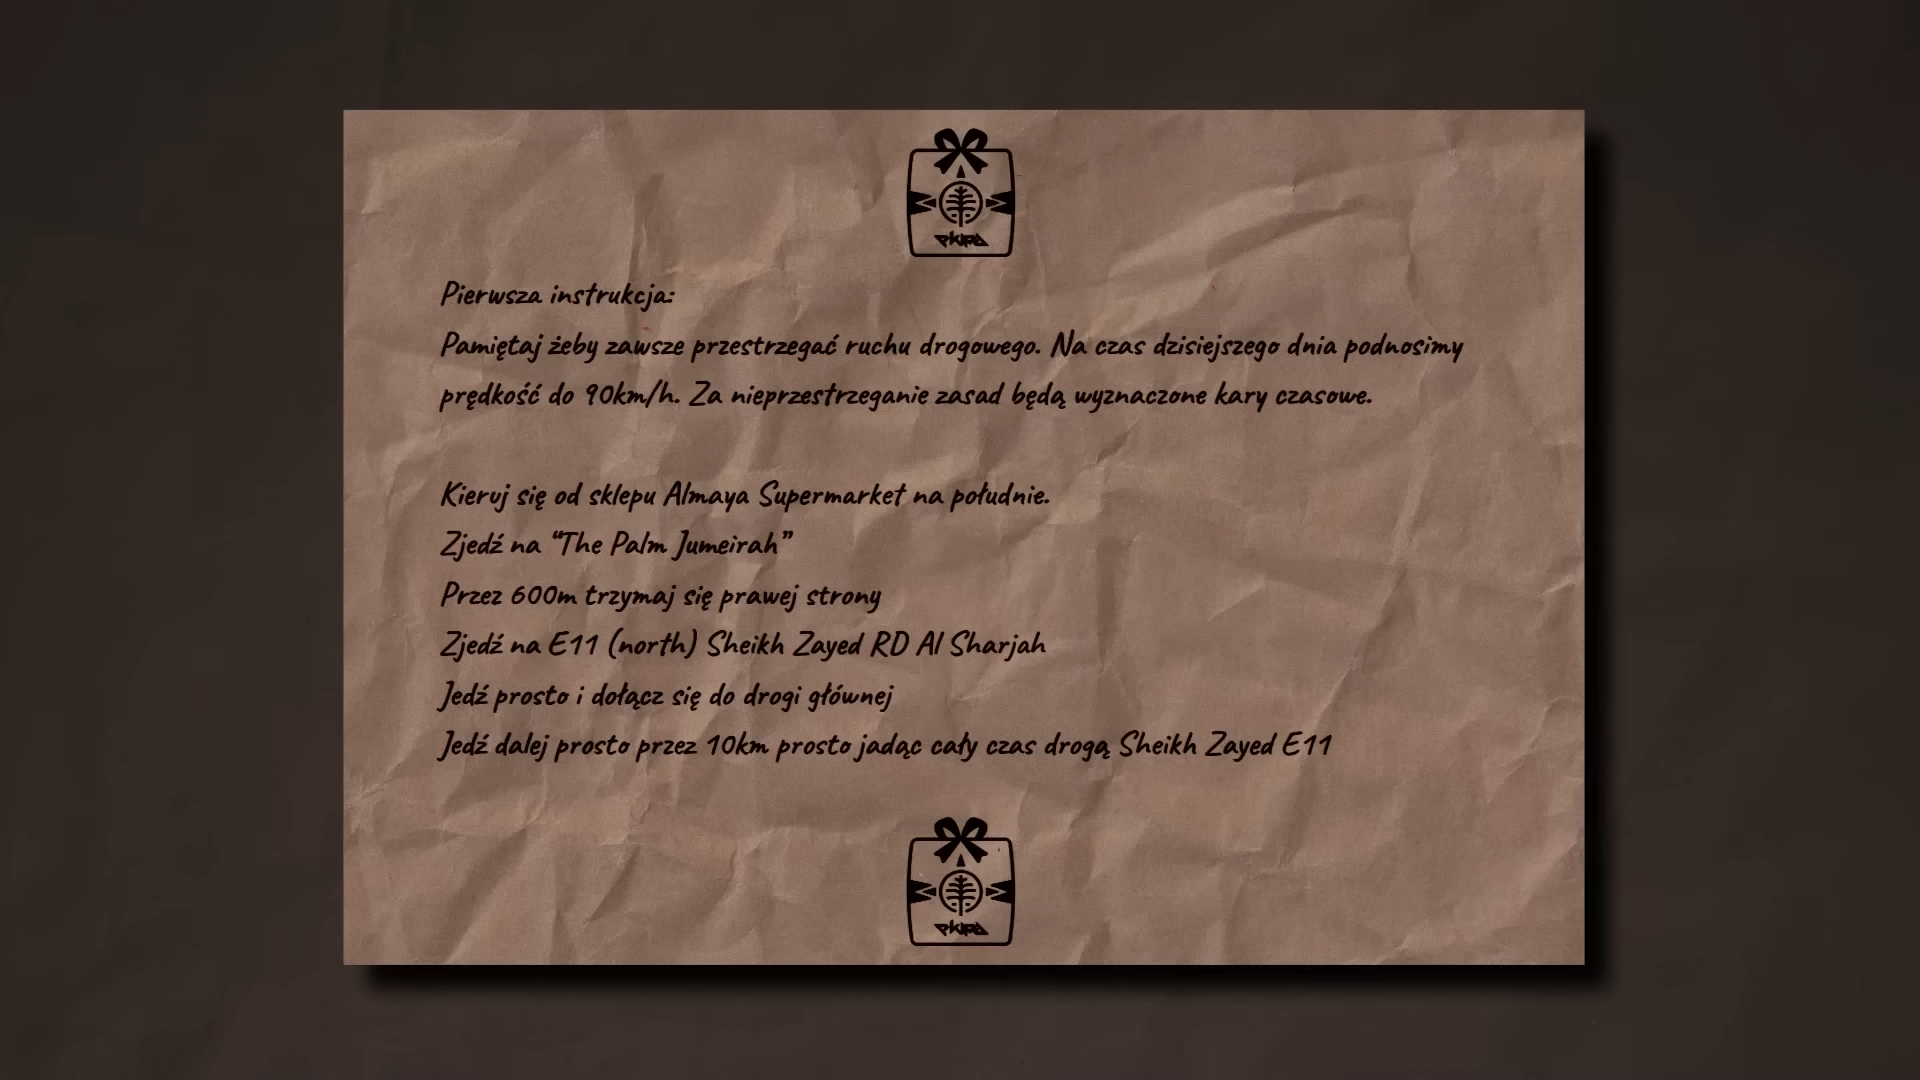 EKIPA
Pierwsza instrukcja:
Pamiętaj żeby zawsze przestrzegać ruchu drogowego. Na czas dzisiejszego dnia podnosimy
prędkość do 90km/h. Za nieprzestrzeganie zasad będą wyznaczone kary czasowe.
Kieruj się od sklepu Almaya Supermarket na południe.
Zjedź na “The Palm Jumeirah”
Przez 600m trzymaj się prawej strony
Zjedź na E11 (north) Sheikh Zayed RD Al Sharjah
Jedź prosto i dołącz się do drogi głównej
Jedź dalej prosto przez 10km prosto jadąc cały czas drogą Sheikh Zayed E11
EKIPA